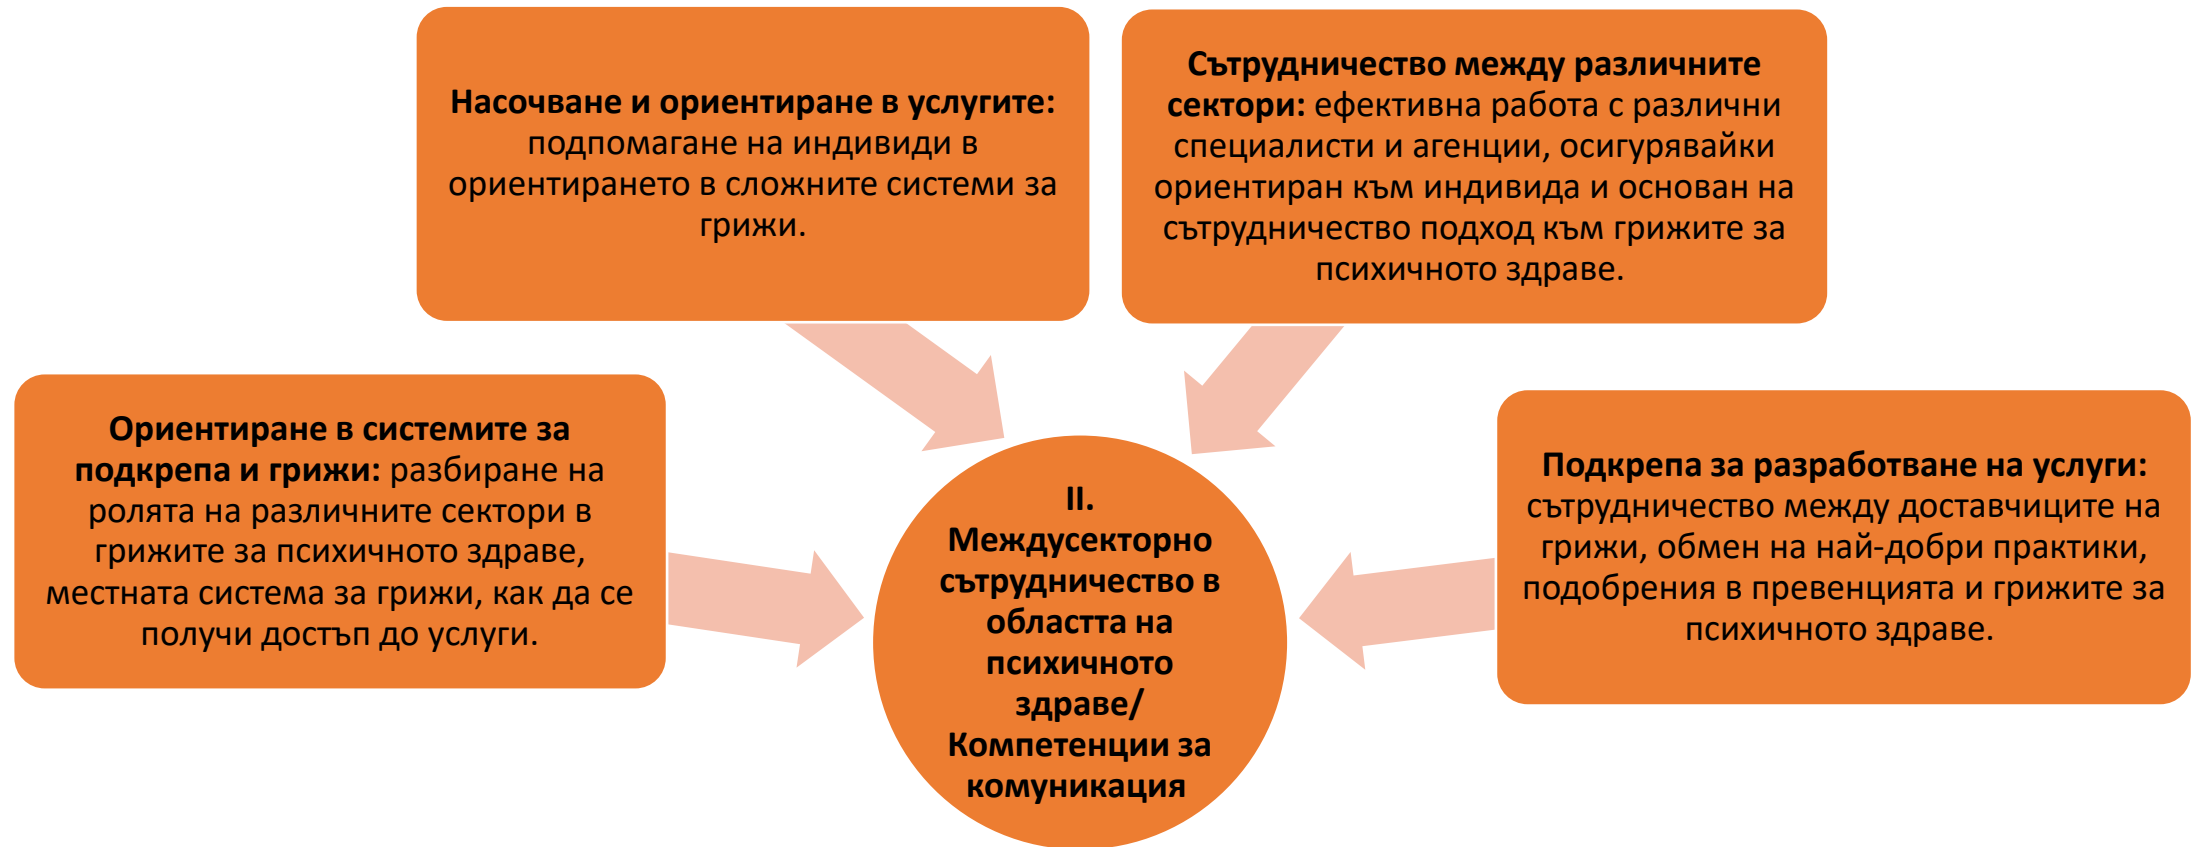 Насочване и ориентиране в услугите:
подпомагане на индивиди в
ориентирането в сложните системи за
грижи.
Сътрудничество между различните
сектори: ефективна работа с различни
специалисти и агенции, осигурявайки
ориентиран към индивида и основан на
сътрудничество подход към грижите за
психичното здраве.
Ориентиране в системите за
подкрепа и грижи: разбиране на
ролята на различните сектори в
грижите за психичното здраве,
местната система за грижи, как да се
получи достъп до услуги.
Подкрепа за разработване на услуги:
сътрудничество между доставчиците на
грижи, обмен на най-добри практики,
подобрения в превенцията и грижите за
психичното здраве.
II.
Междусекторно
сътрудничество в
областта на
психичното
здраве/
Компетенции за
комуникация